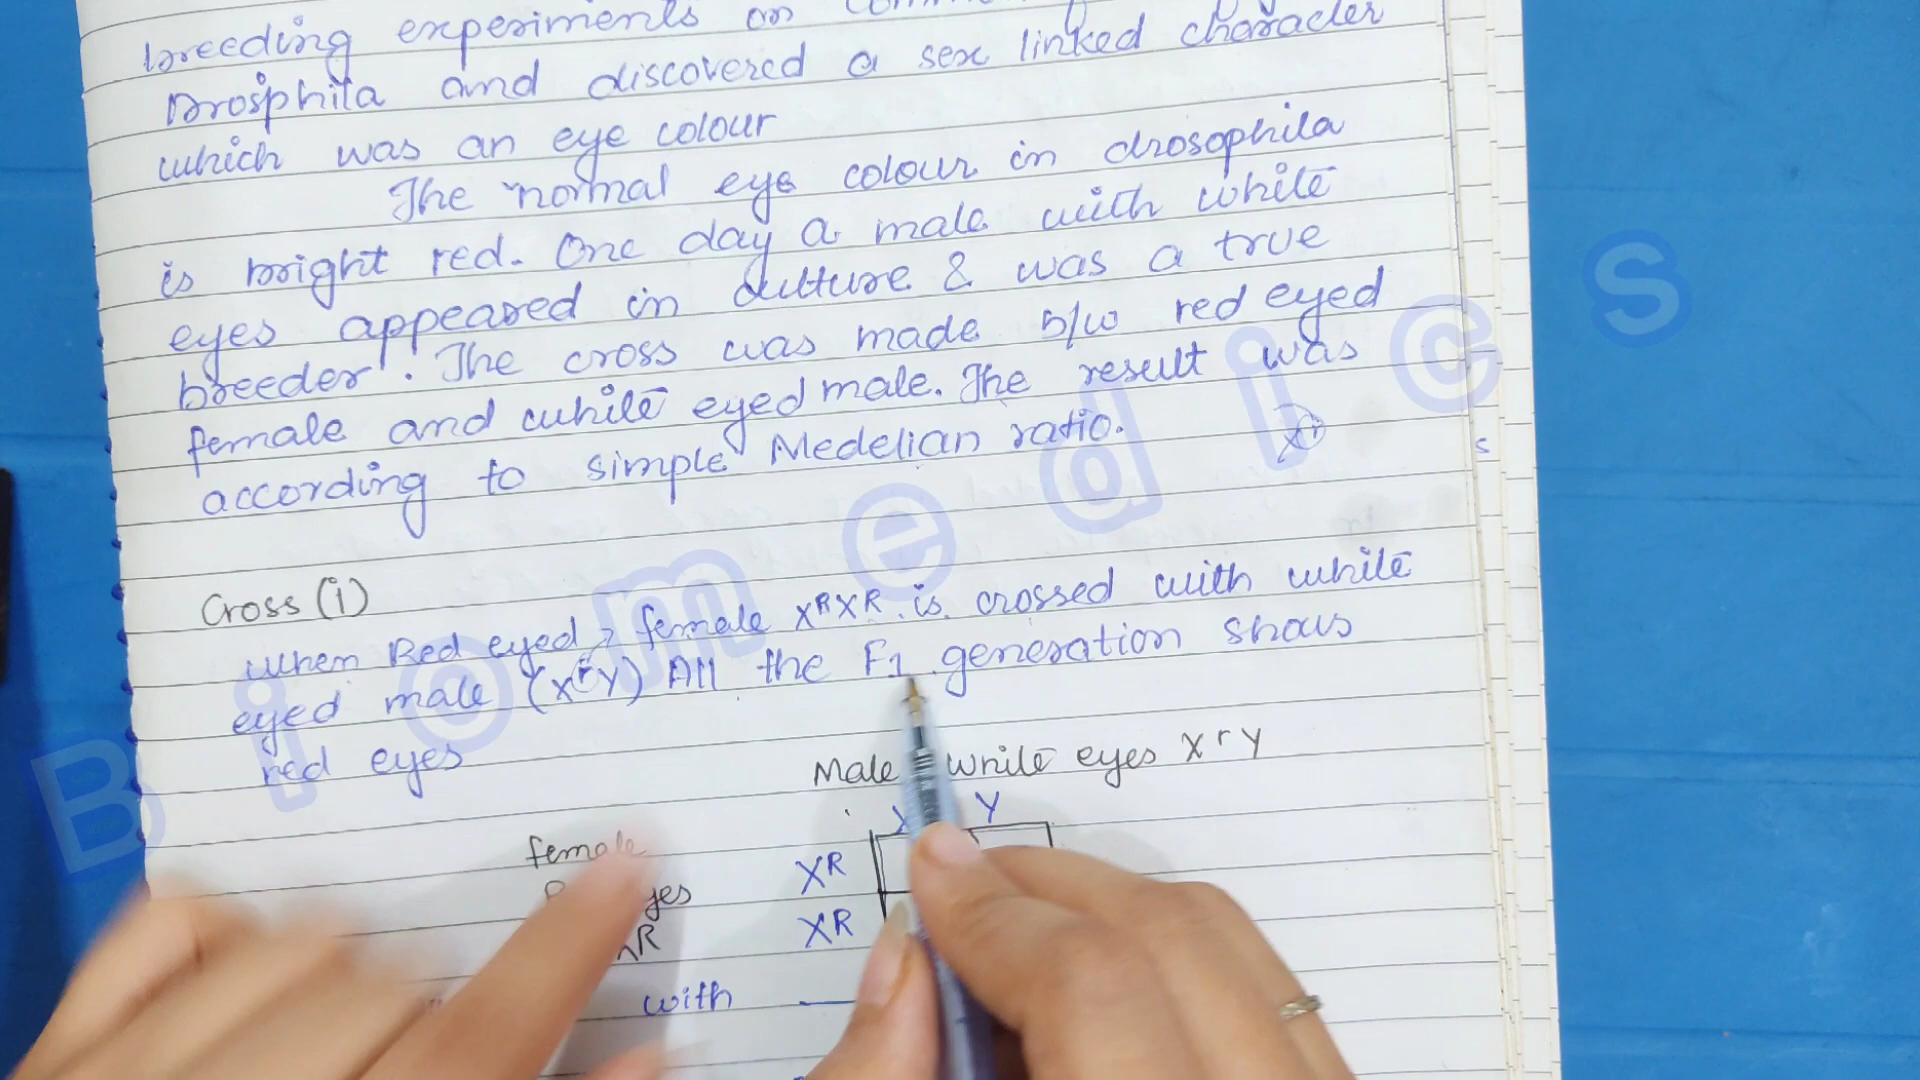 breeding experiments on
Drosphila and discovered a sex linked character
which was an eye colour
The normal eye colour in drosophila
is bright red. One day a male with white
eyes appeared in culture & was a true
breeder. The cross was made b/w red eyed
female and white eyed male. The result was
according to simple Medelian ratio.
Cross (i)
when Red eyed, female XRXR is crossed with white
eyed male (XrY) All the F1 generation shows
red eyes
Male white eyes XrY
Y
female
XR
XR
with
Biomedics